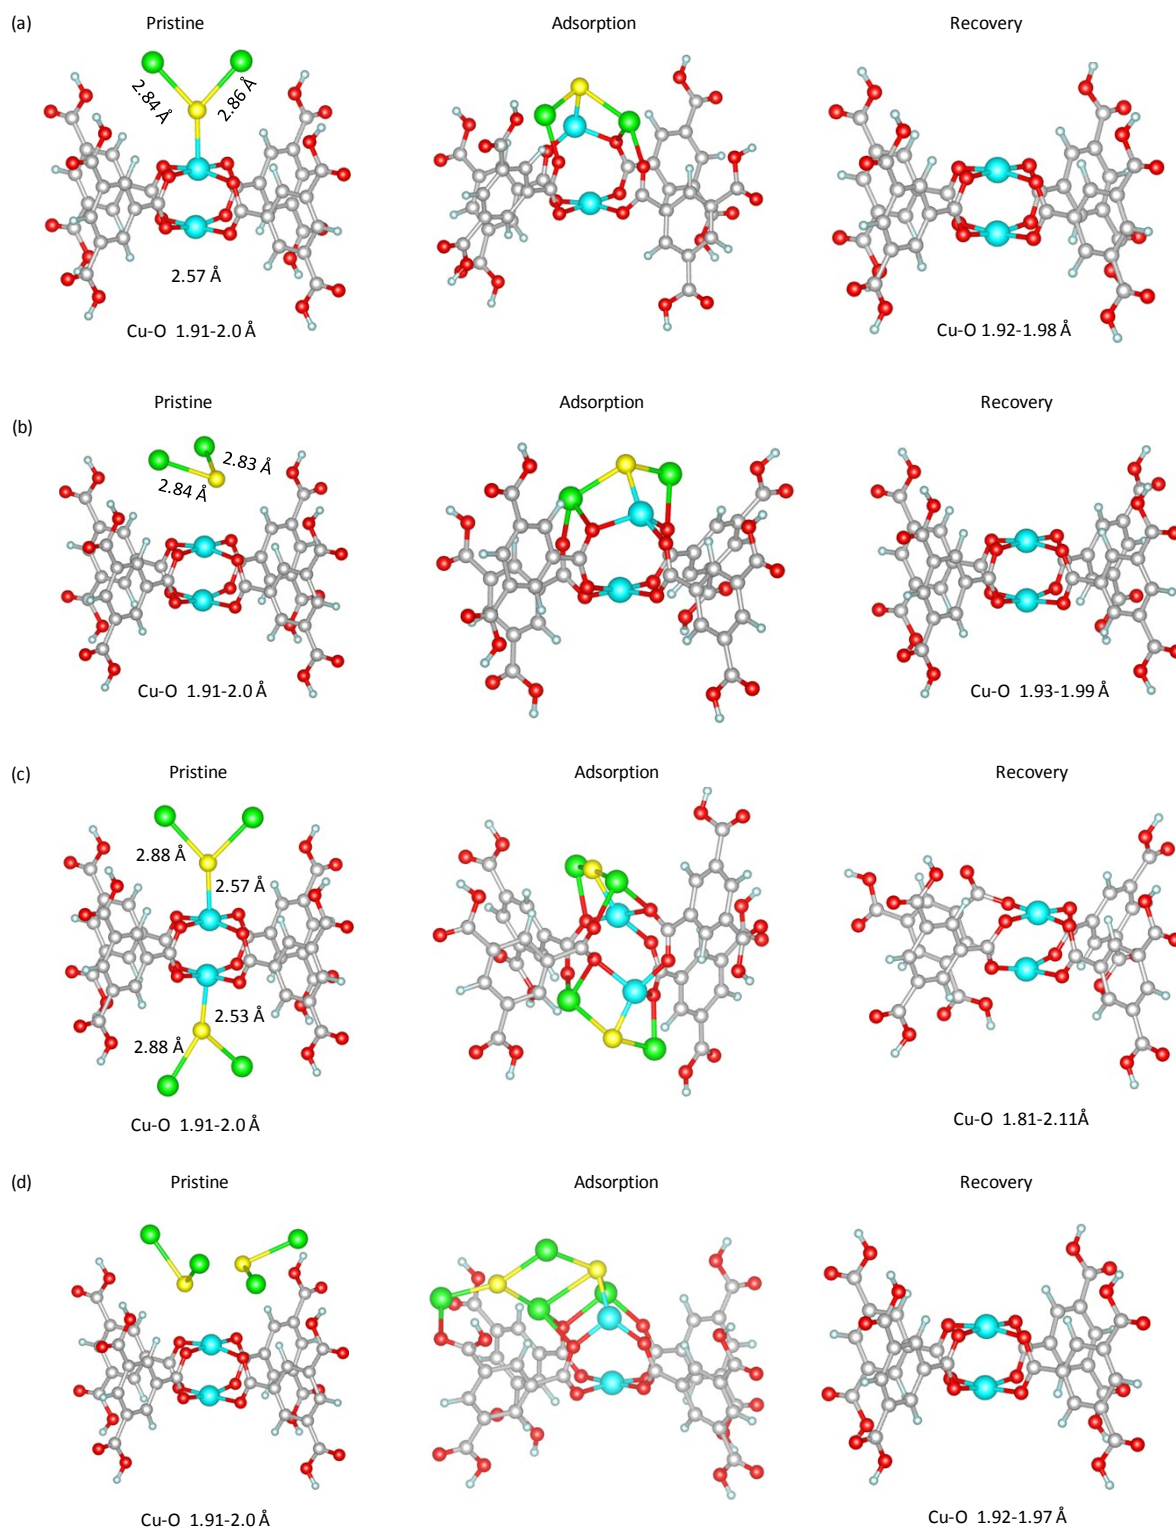 (a)
Pristine
Adsorption
Recovery
2.84 Å
2.86 Å
2.57 Å
Cu-O 1.91-2.0 Å
Cu-O 1.92-1.98 Å
(b)
Pristine
Adsorption
Recovery
2.83 Å
2.84 Å
Cu-O 1.91-2.0 Å
Cu-O 1.93-1.99 Å
(c)
Pristine
Adsorption
Recovery
2.88 Å
2.57 Å
2.53 Å
2.88 Å
Cu-O 1.91-2.0 Å
Cu-O 1.81-2.11Å
(d)
Pristine
Adsorption
Recovery
Cu-O 1.91-2.0 Å
Cu-O 1.92-1.97 Å